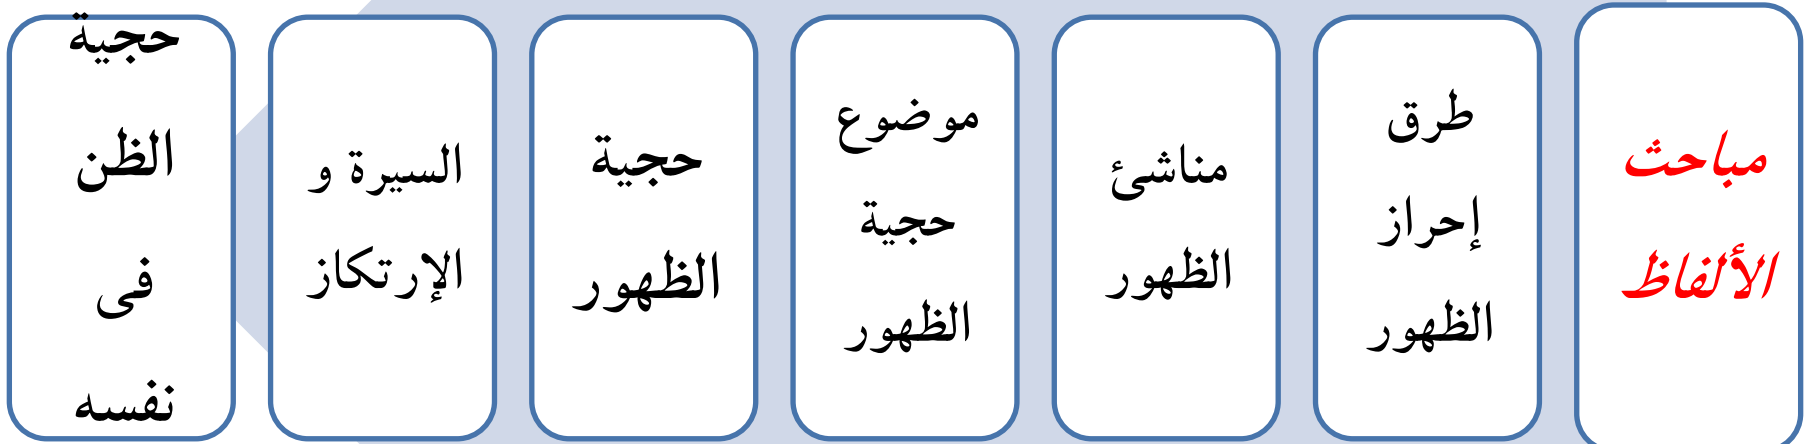 مباحث
الألفاظ
طرق
إحراز
الظهور
مناشئ
الظهور
موضوع
حجية
الظهور
حجية
الظهور
السيرة و
الإرتكاز
حجية
الظن
فى
نفسه